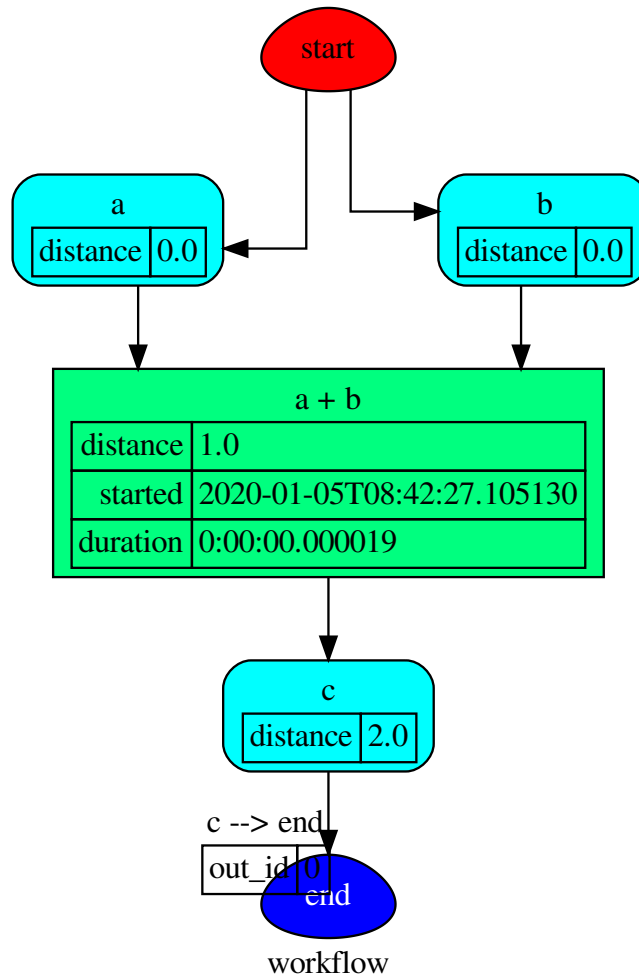 start
a
distance 0.0
b
distance 0.0
a + b
distance 1.0
started 2020-01-05T08:42:27.105130
duration 0:00:00.000019
c
distance 2.0
c --> end
out_id 0
end
workflow